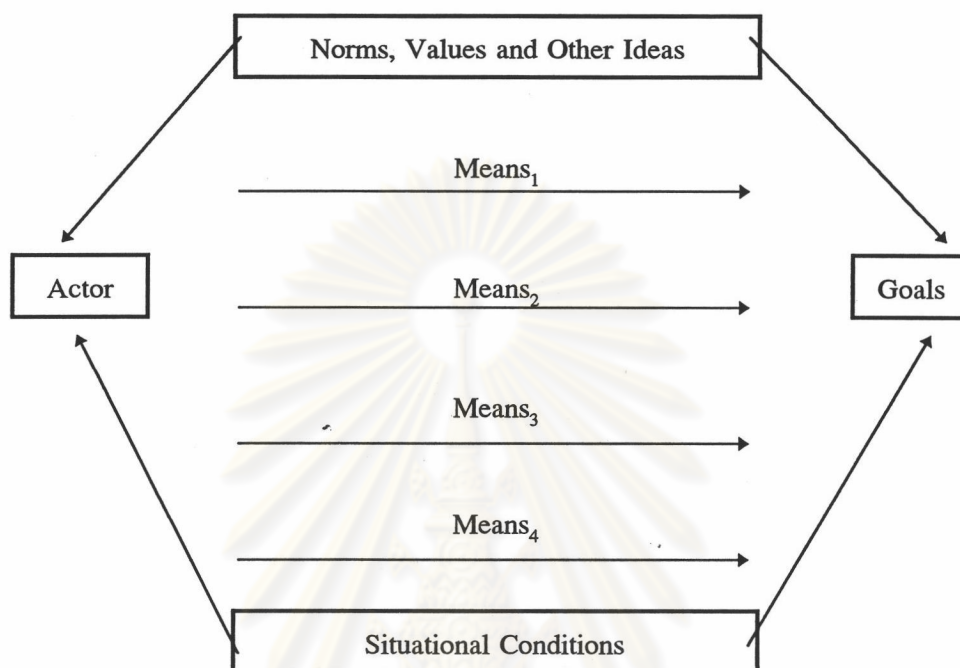 Norms, Values and Other Ideas
Means₁
Actor
Means₂
Goals
Means₃
Means₄
Situational Conditions